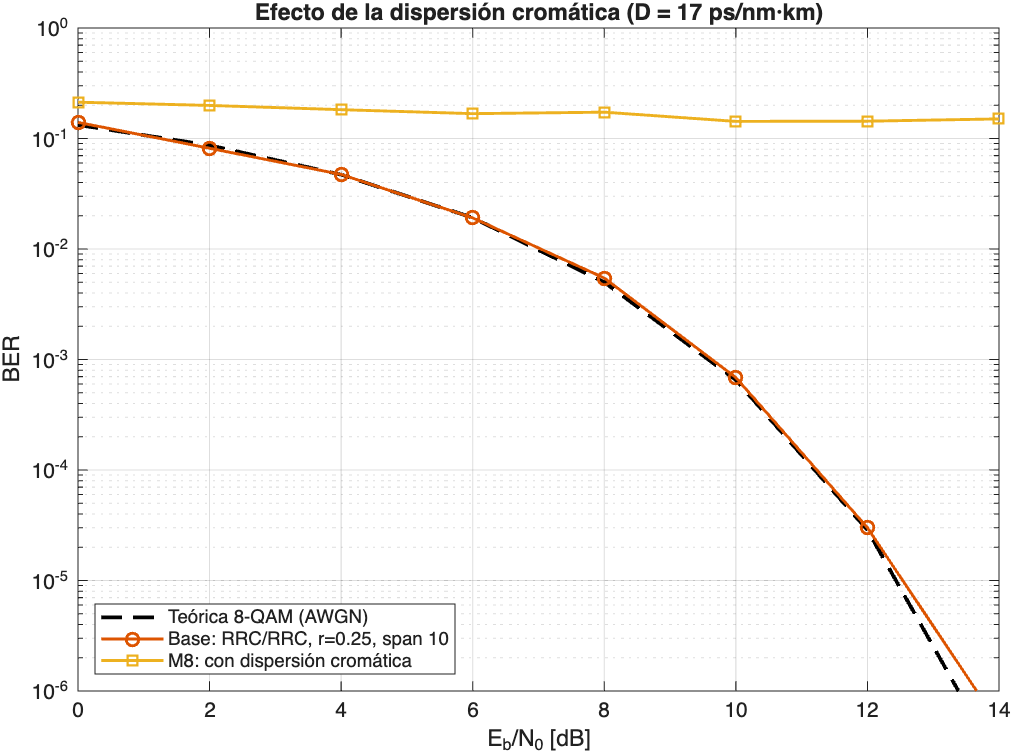 Efecto de la dispersión cromática (D = 17 ps/nm·km)
10^0
10^-1
10^-2
10^-3
10^-4
10^-5
10^-6
BER
Teórica 8-QAM (AWGN)
Base: RRC/RRC, r=0.25, span 10
M8: con dispersión cromática
0 2 4 6 8 10 12 14
E_b/N_0 [dB]